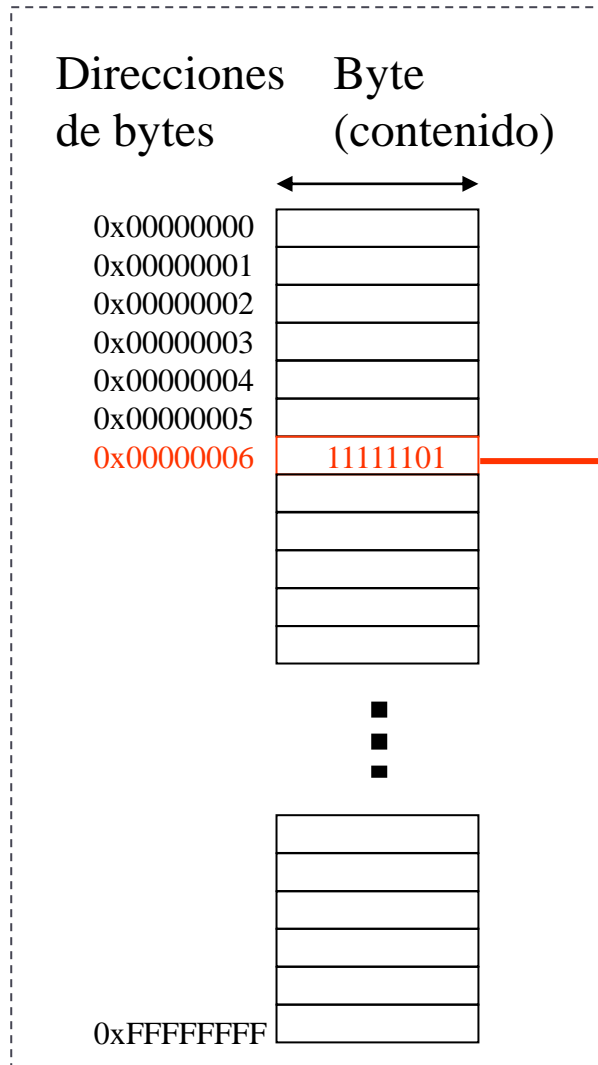 Direcciones Byte
de bytes (contenido)
0x00000000
0x00000001
0x00000002
0x00000003
0x00000004
0x00000005
0x00000006 11111101
0xFFFFFFFF